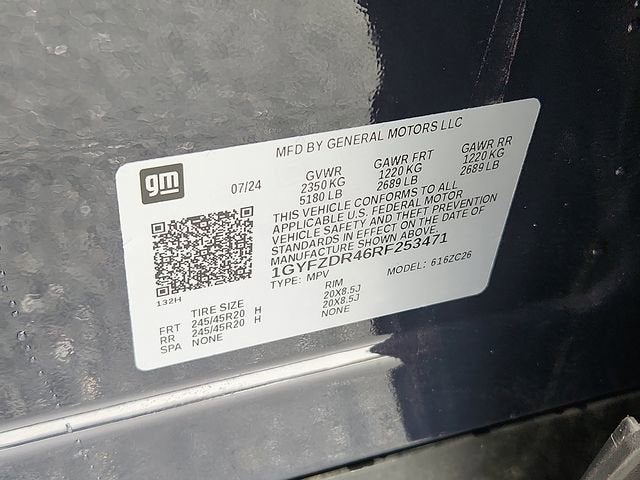 MFD BY GENERAL MOTORS LLC
gm
07/24
GVWR GAWR FRT GAWR RR
2350 KG 1220 KG 1220 KG
5180 LB 2689 LB 2689 LB
THIS VEHICLE CONFORMS TO ALL
APPLICABLE U.S. FEDERAL MOTOR
VEHICLE SAFETY AND THEFT PREVENTION
STANDARDS IN EFFECT ON THE DATE OF
MANUFACTURE SHOWN ABOVE.
1GYFZDR46RF253471
TYPE: MPV MODEL: 616ZC26
132H
TIRE SIZE RIM
FRT 245/45R20 H 20X8.5J
RR 245/45R20 H 20X8.5J
SPA NONE NONE